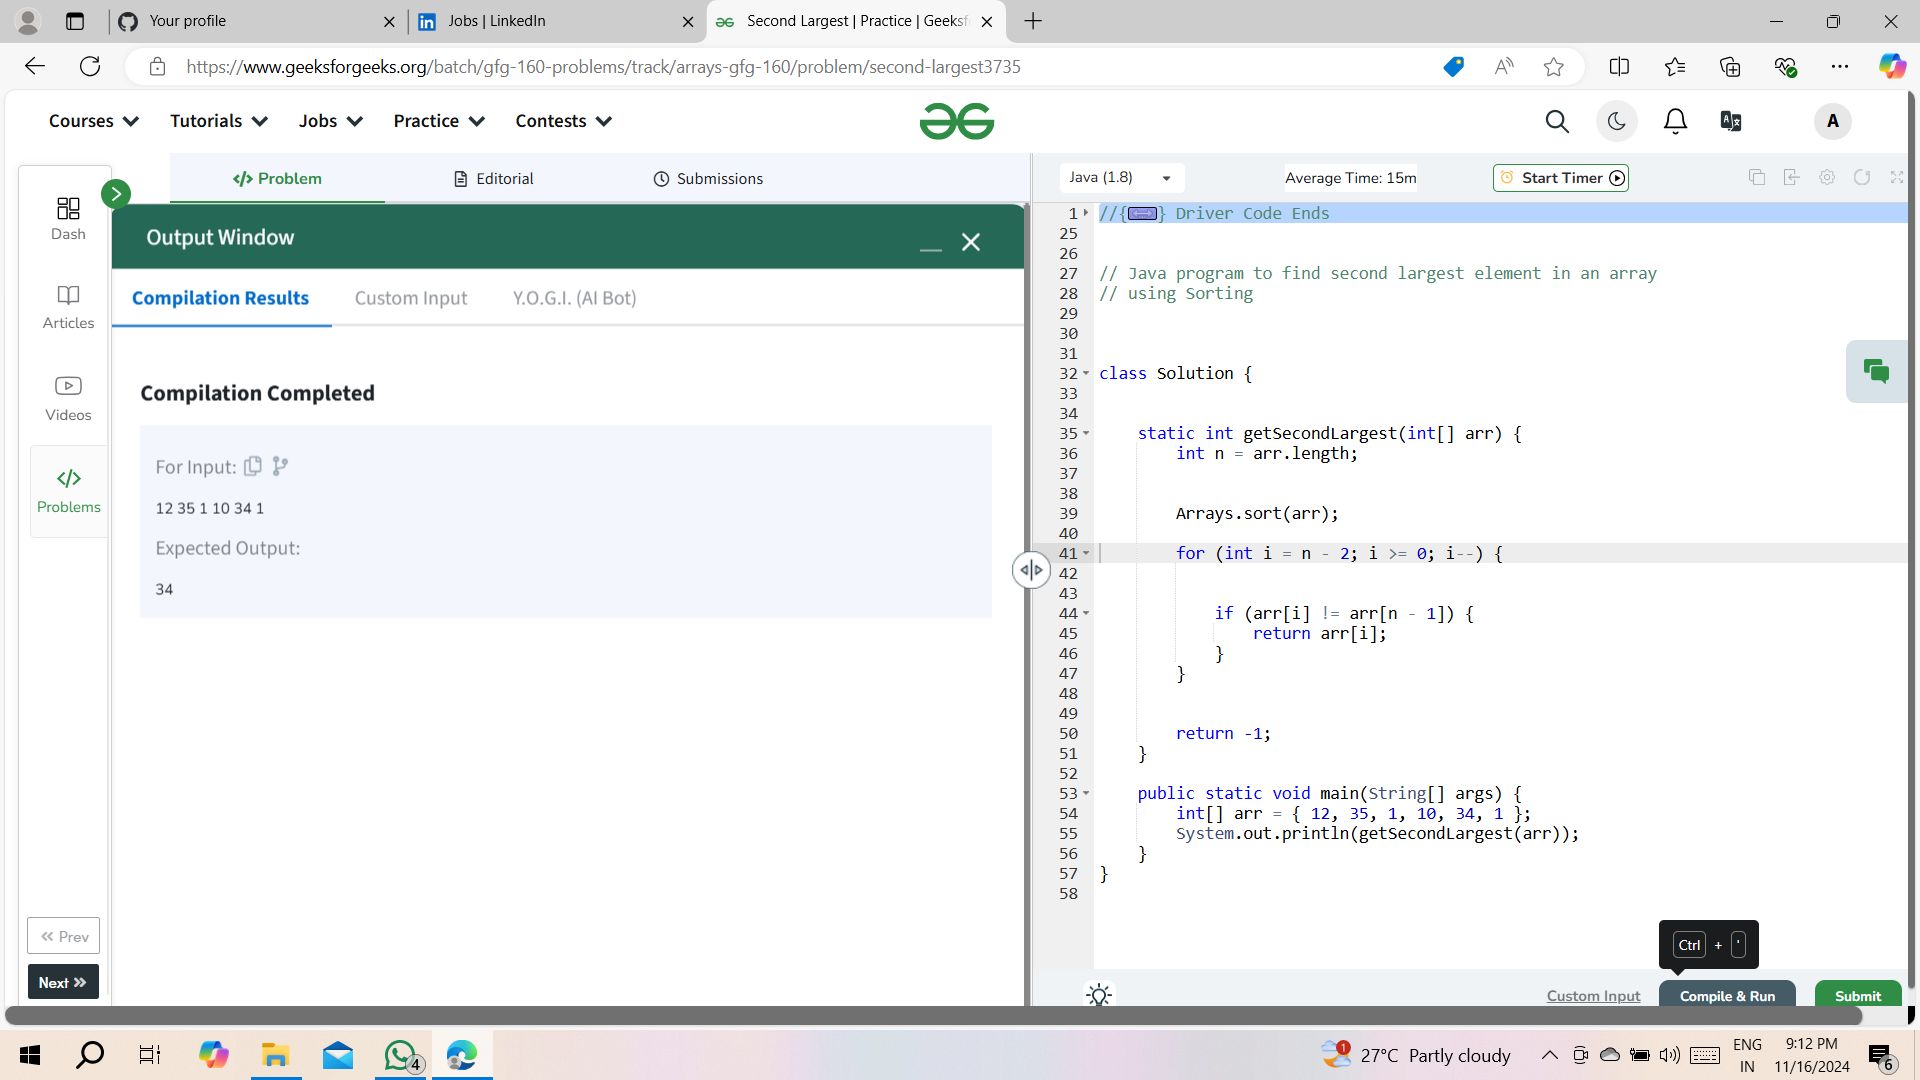 Your profile
Jobs | LinkedIn
Second Largest | Practice | Geeksf
https://www.geeksforgeeks.org/batch/gfg-160-problems/track/arrays-gfg-160/problem/second-largest3735
Courses Tutorials Jobs Practice Contests
A
Dash
Articles
Videos
Problems
Prev
Next
Problem Editorial Submissions
Output Window
Compilation Results Custom Input Y.O.G.I. (AI Bot)
Compilation Completed
For Input:
12 35 1 10 34 1
Expected Output:
34
Java (1.8) Average Time: 15m Start Timer
1 //{} Driver Code Ends
25
26
27 // Java program to find second largest element in an array
28 // using Sorting
29
30
31
32 class Solution {
33
34
35 static int getSecondLargest(int[] arr) {
36 int n = arr.length;
37
38
39 Arrays.sort(arr);
40
41 for (int i = n - 2; i >= 0; i--) {
42
43
44 if (arr[i] != arr[n - 1]) {
45 return arr[i];
46 }
47 }
48
49
50 return -1;
51 }
52
53 public static void main(String[] args) {
54 int[] arr = { 12, 35, 1, 10, 34, 1 };
55 System.out.println(getSecondLargest(arr));
56 }
57 }
58
Ctrl + '
Custom Input Compile & Run Submit
4
1
27°C Partly cloudy
ENG
IN
9:12 PM
11/16/2024
6